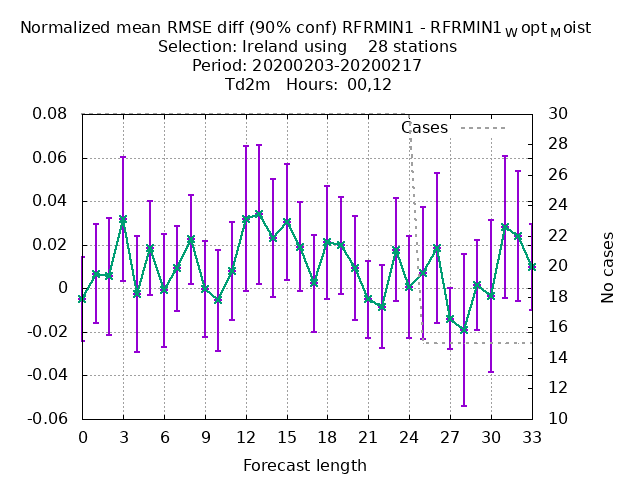 Normalized mean RMSE diff (90% conf) RFRMIN1 - RFRMIN1WoptMoist
Selection: Ireland using 28 stations
Period: 20200203-20200217
Td2m Hours: 00,12
Cases
0.08
0.06
0.04
0.02
0
-0.02
-0.04
-0.06
30
28
26
24
22
20
18
16
14
12
10
No cases
0 3 6 9 12 15 18 21 24 27 30 33
Forecast length